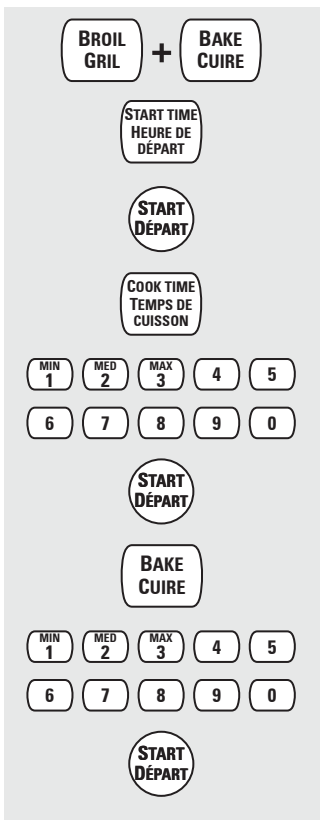 BROIL
GRIL
+
BAKE
CUIRE
START TIME
HEURE DE
DÉPART
START
DÉPART
COOK TIME
TEMPS DE
CUISSON
MIN
1
MED
2
MAX
3
4
5
6
7
8
9
0
START
DÉPART
BAKE
CUIRE
MIN
1
MED
2
MAX
3
4
5
6
7
8
9
0
START
DÉPART